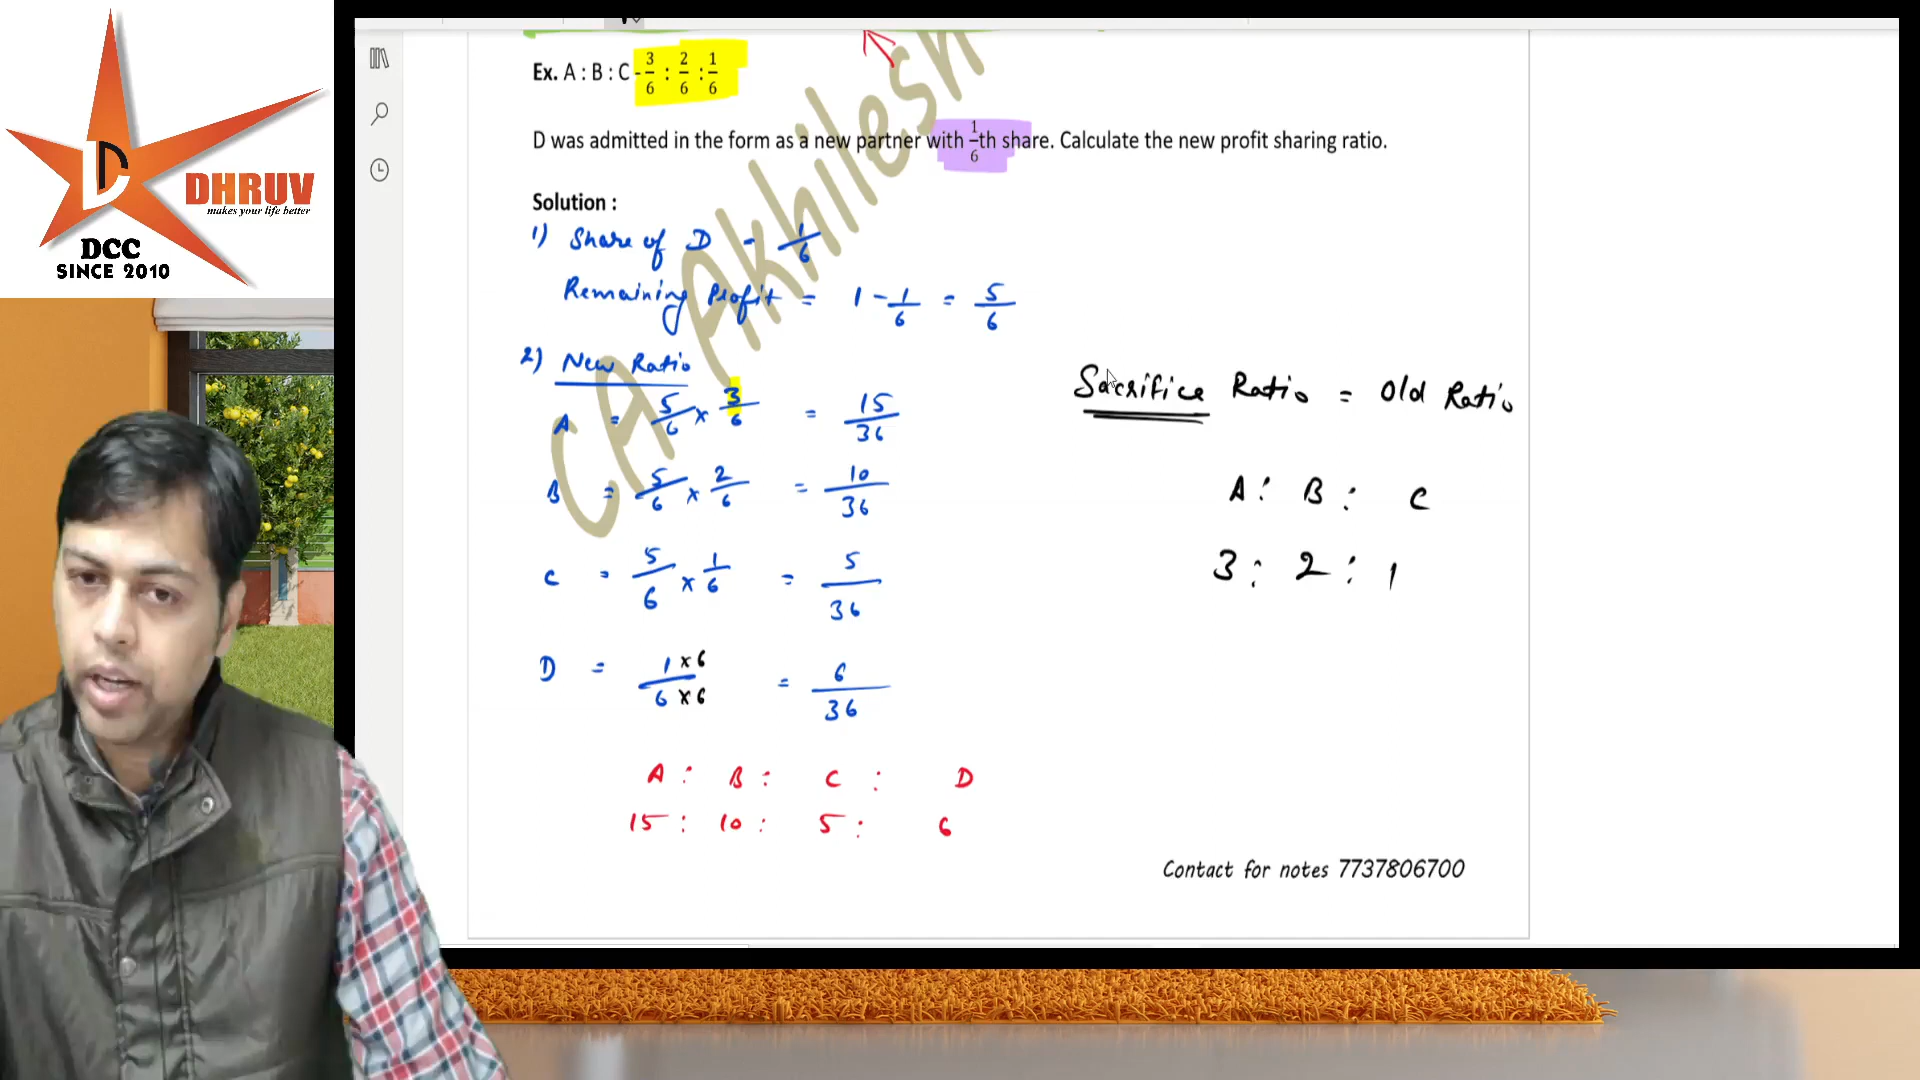 DHRUV
makes your life better
DCC
SINCE 2010
Ex. A : B : C - 3/6 : 2/6 : 1/6
D was admitted in the form as a new partner with 1/6th share. Calculate the new profit sharing ratio.
Solution :
1) Share of D - 1/6
Remaining Profit = 1 - 1/6 = 5/6
2) New Ratio
A = 5/6 x 3/6 = 15/36
B = 5/6 x 2/6 = 10/36
C = 5/6 x 1/6 = 5/36
D = 1 x 6 / 6 x 6 = 6/36
A : B : C : D
15 : 10 : 5 : 6
Sacrifice Ratio = Old Ratio
A : B : C
3 : 2 : 1
CA Akhilesh
Contact for notes 7737806700